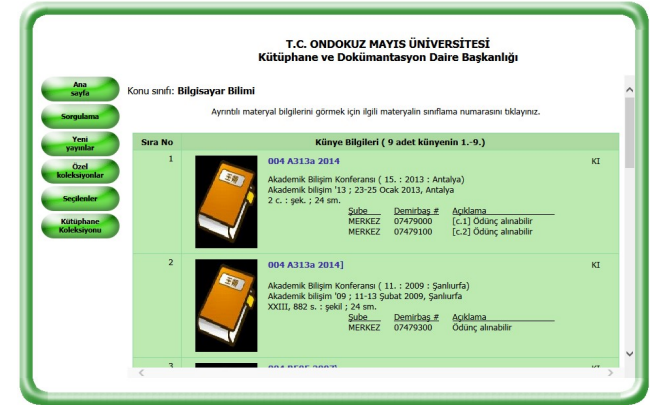 T.C. ONDOKUZ MAYIS ÜNİVERSİTESİ
Kütüphane ve Dokümantasyon Daire Başkanlığı
Ana
sayfa
Sorgulama
Yeni
yayınlar
Özel
koleksiyonlar
Seçilenler
Kütüphane
Koleksiyonu
Konu sınıfı: Bilgisayar Bilimi
Ayrıntılı materyal bilgilerini görmek için ilgili materyalin sınıflama numarasını tıklayınız.
Sıra No Künye Bilgileri ( 9 adet künyenin 1.-9.)
1 004 A313a 2014 KI
Akademik Bilişim Konferansı ( 15. : 2013 : Antalya)
Akademik bilişim '13 ; 23-25 Ocak 2013, Antalya
2 c. : şek. ; 24 sm.
Şube Demirbaş # Açıklama
MERKEZ 07479000 [c.1] Ödünç alınabilir
MERKEZ 07479100 [c.2] Ödünç alınabilir
2 004 A313a 2014] KI
Akademik Bilişim Konferansı ( 11. : 2009 : Şanlıurfa)
Akademik bilişim '09 ; 11-13 Şubat 2009, Şanlıurfa
XXIII, 882 s. : şekil ; 24 sm.
Şube Demirbaş # Açıklama
MERKEZ 07479300 Ödünç alınabilir
3 004 KI